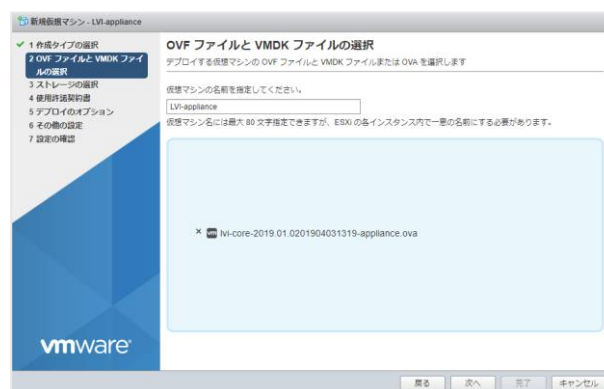 新規仮想マシン - LVI-appliance
✓ 1 作成タイプの選択
2 OVF ファイルと VMDK ファイ
ルの選択
3 ストレージの選択
4 使用許諾契約書
5 デプロイのオプション
6 その他の設定
7 設定の確認
OVF ファイルと VMDK ファイルの選択
デプロイする仮想マシンの OVF ファイルと VMDK ファイルまたは OVA を選択します
仮想マシンの名前を指定してください。
LVI-appliance
仮想マシン名には最大 80 文字指定できますが、ESXi の各インスタンス内で一意の名前にする必要があります。
× vm lvi-core-2019.01.0201904031319-appliance.ova
vmware
戻る 次へ 完了 キャンセル